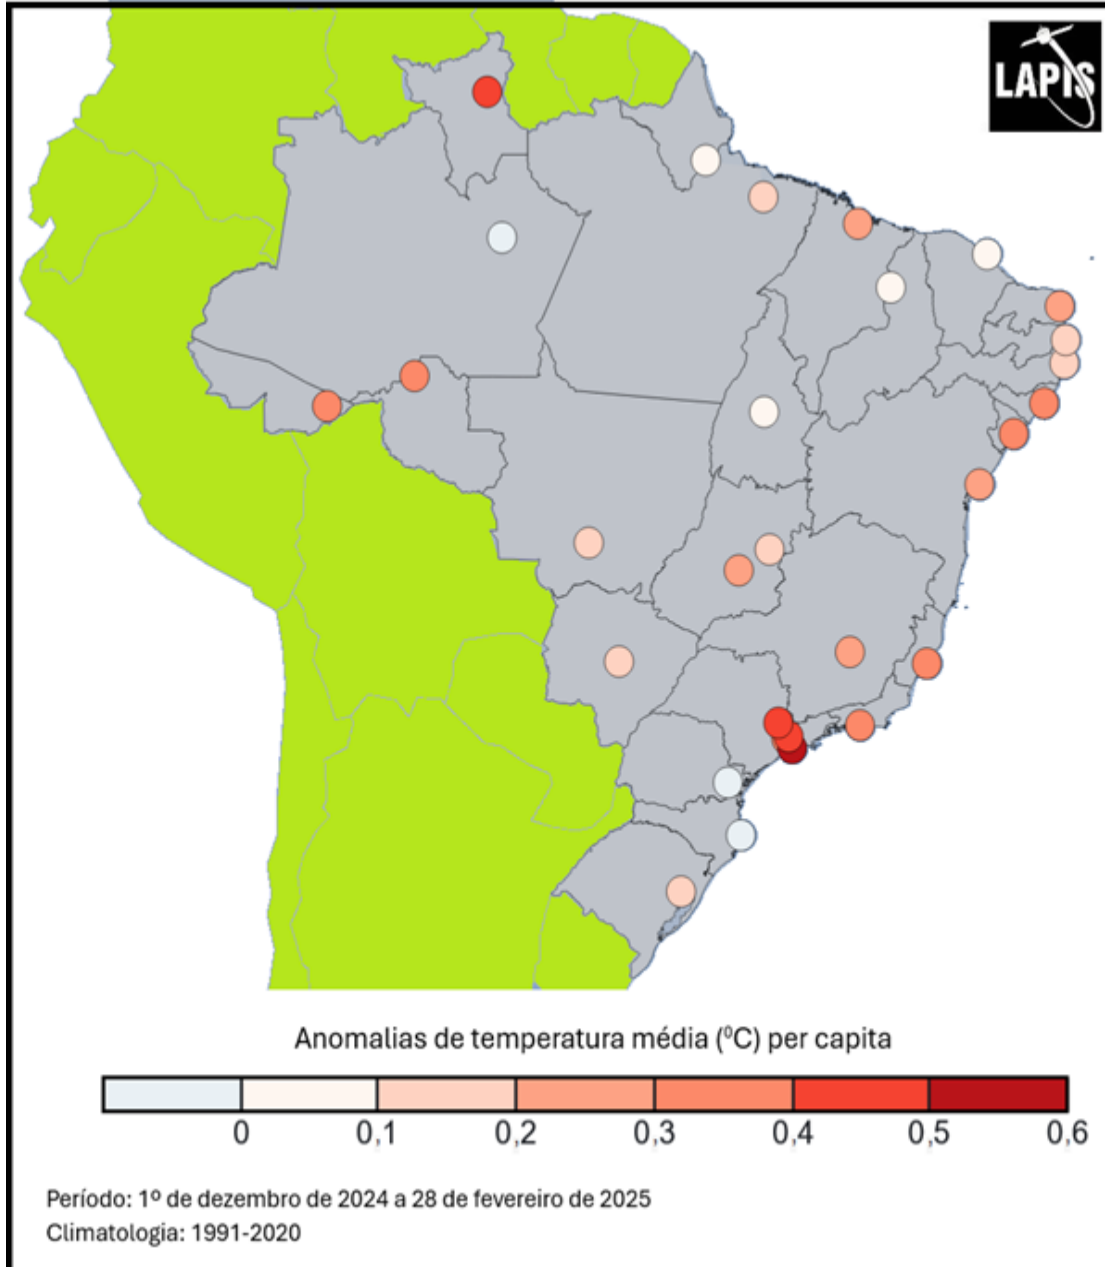 LAPIS
Anomalias de temperatura média (⁰C) per capita
0 0,1 0,2 0,3 0,4 0,5 0,6
Período: 1º de dezembro de 2024 a 28 de fevereiro de 2025
Climatologia: 1991-2020